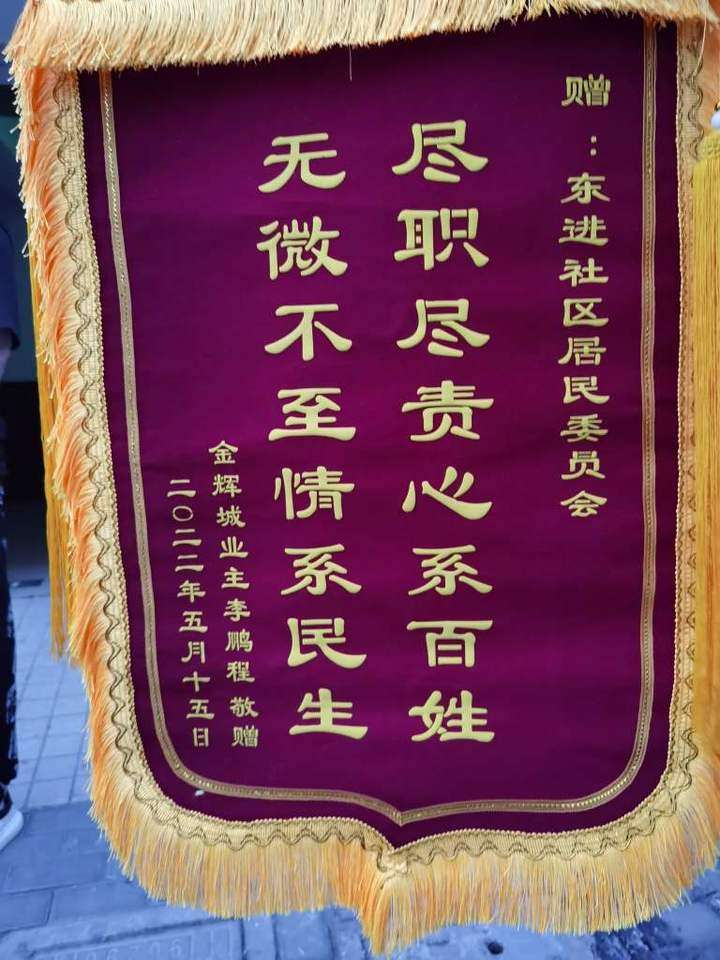 赠：东进社区居民委员会
尽职尽责心系百姓
无微不至情系民生
金辉城业主李鹏程敬赠
二〇二二年五月十五日